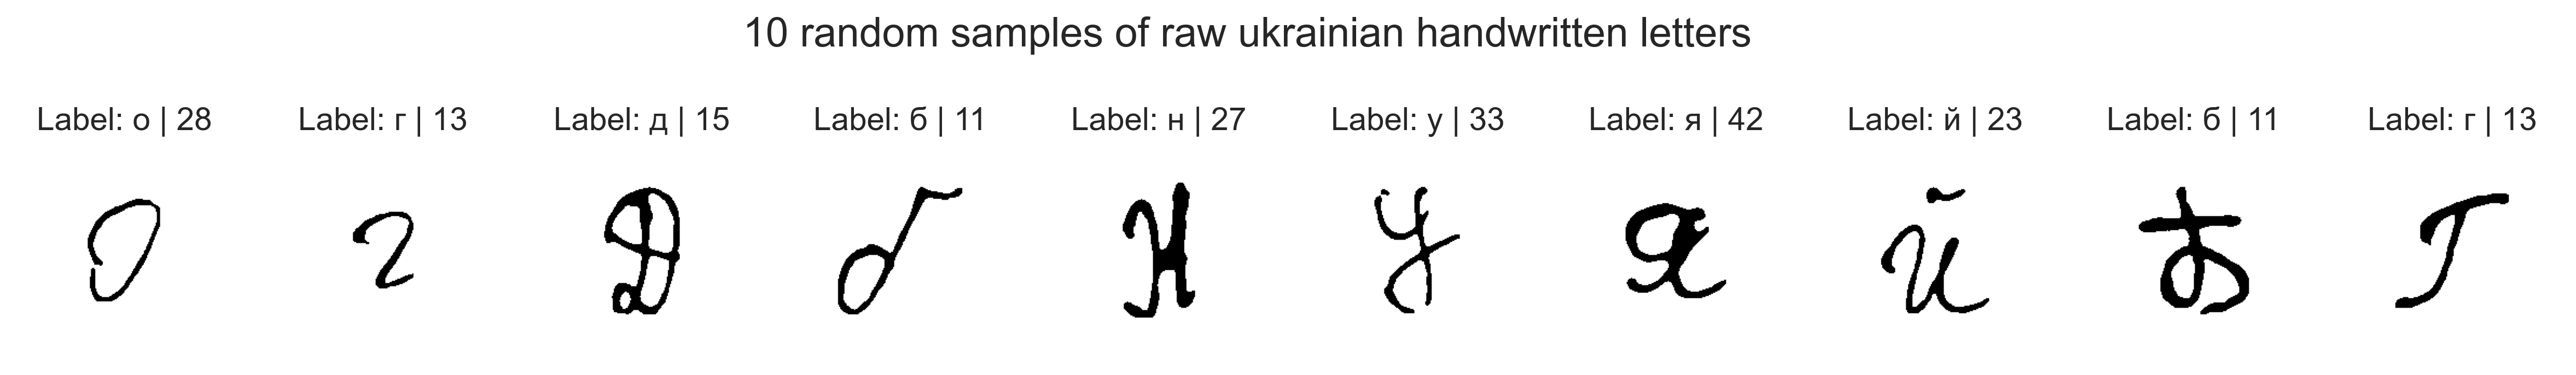 10 random samples of raw ukrainian handwritten letters
Label: о | 28 Label: г | 13 Label: д | 15 Label: б | 11 Label: н | 27 Label: у | 33 Label: я | 42 Label: й | 23 Label: б | 11 Label: г | 13
О г Д б Н У Я й Б Г